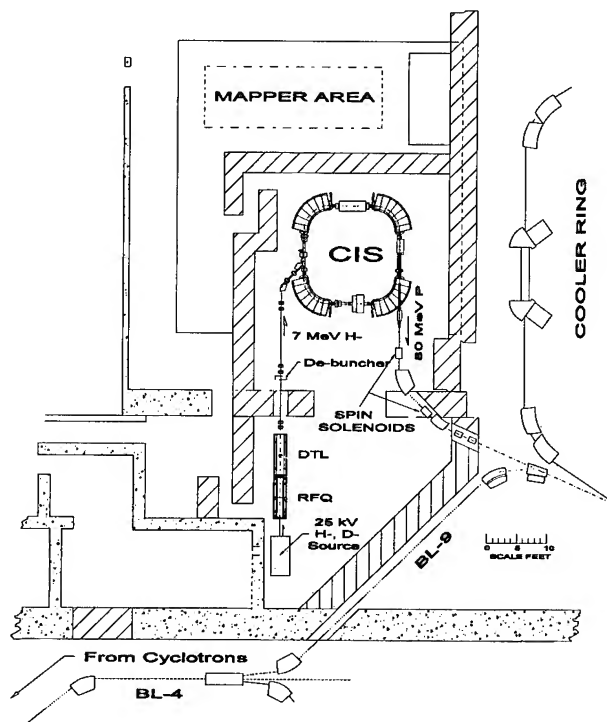 MAPPER AREA
COOLER RING
CIS
7 MeV H-
80 MeV P
De-buncher
SPIN
SOLENOIDS
DTL
RFQ
25 kV
H-, D-
Source
BL-9
0 5 10
SCALE FEET
From Cyclotrons
BL-4